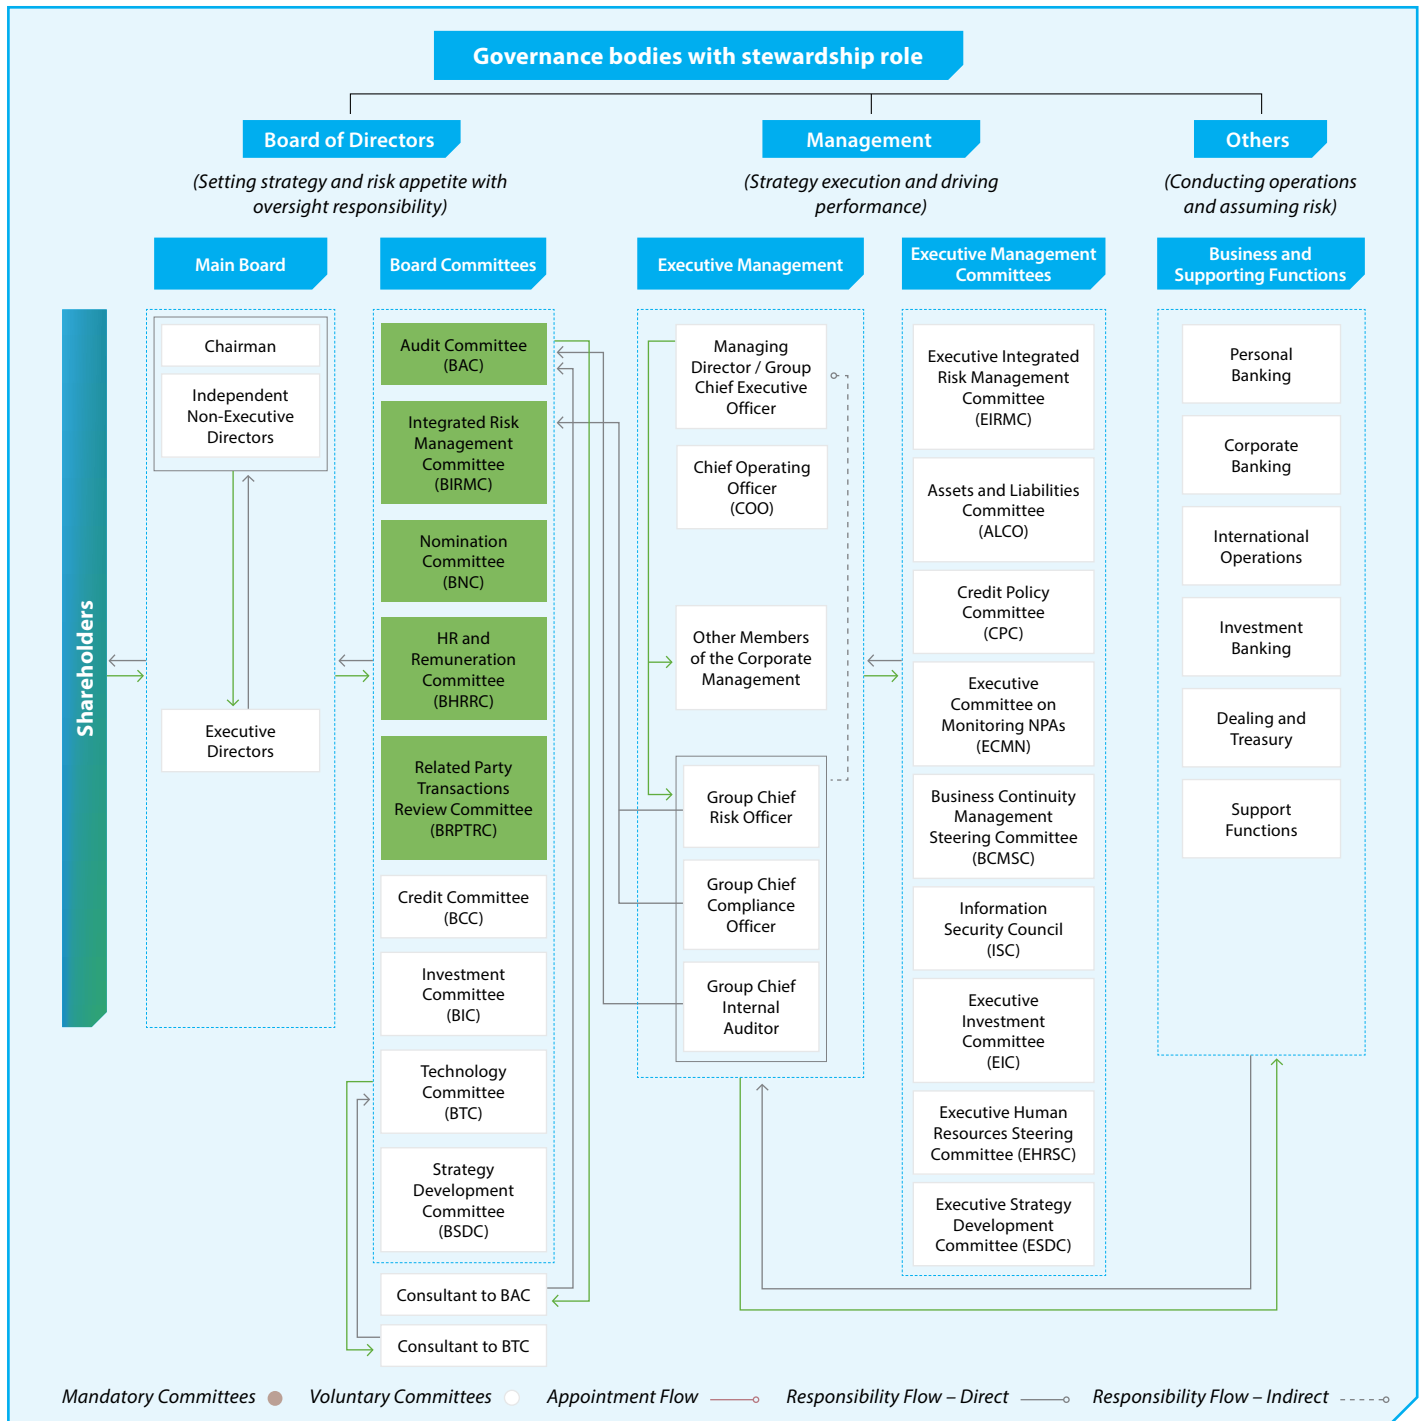 Governance bodies with stewardship role
Board of Directors
(Setting strategy and risk appetite with
oversight responsibility)
Management
(Strategy execution and driving
performance)
Others
(Conducting operations
and assuming risk)
Main Board
Board Committees
Executive Management
Executive Management
Committees
Business and
Supporting Functions
Shareholders
Chairman
Independent
Non-Executive
Directors
Executive
Directors
Audit Committee
(BAC)
Integrated Risk
Management
Committee
(BIRMC)
Nomination
Committee
(BNC)
HR and
Remuneration
Committee
(BHRRC)
Related Party
Transactions
Review Committee
(BRPTRC)
Credit Committee
(BCC)
Investment
Committee
(BIC)
Technology
Committee
(BTC)
Strategy
Development
Committee
(BSDC)
Consultant to BAC
Consultant to BTC
Managing
Director / Group
Chief Executive
Officer
Chief Operating
Officer
(COO)
Other Members
of the Corporate
Management
Group Chief
Risk Officer
Group Chief
Compliance
Officer
Group Chief
Internal
Auditor
Executive Integrated
Risk Management
Committee
(EIRMC)
Assets and Liabilities
Committee
(ALCO)
Credit Policy
Committee
(CPC)
Executive
Committee on
Monitoring NPAs
(ECMN)
Business Continuity
Management
Steering Committee
(BCMSC)
Information
Security Council
(ISC)
Executive
Investment
Committee
(EIC)
Executive Human
Resources Steering
Committee (EHRSC)
Executive Strategy
Development
Committee (ESDC)
Personal
Banking
Corporate
Banking
International
Operations
Investment
Banking
Dealing and
Treasury
Support
Functions
Mandatory Committees
Voluntary Committees
Appointment Flow
Responsibility Flow – Direct
Responsibility Flow – Indirect